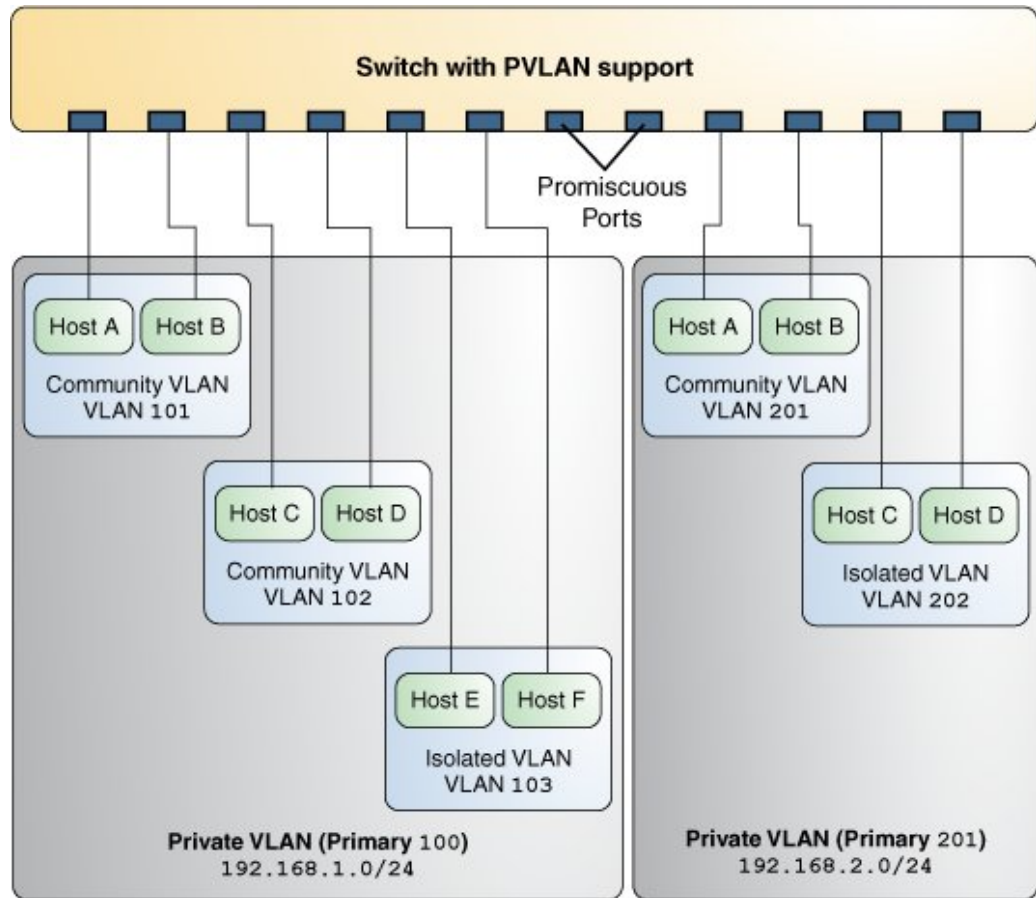 Switch with PVLAN support
Promiscuous
Ports
Host A
Host B
Community VLAN
VLAN 101
Host C
Host D
Community VLAN
VLAN 102
Host E
Host F
Isolated VLAN
VLAN 103
Private VLAN (Primary 100)
192.168.1.0/24
Host A
Host B
Community VLAN
VLAN 201
Host C
Host D
Isolated VLAN
VLAN 202
Private VLAN (Primary 201)
192.168.2.0/24